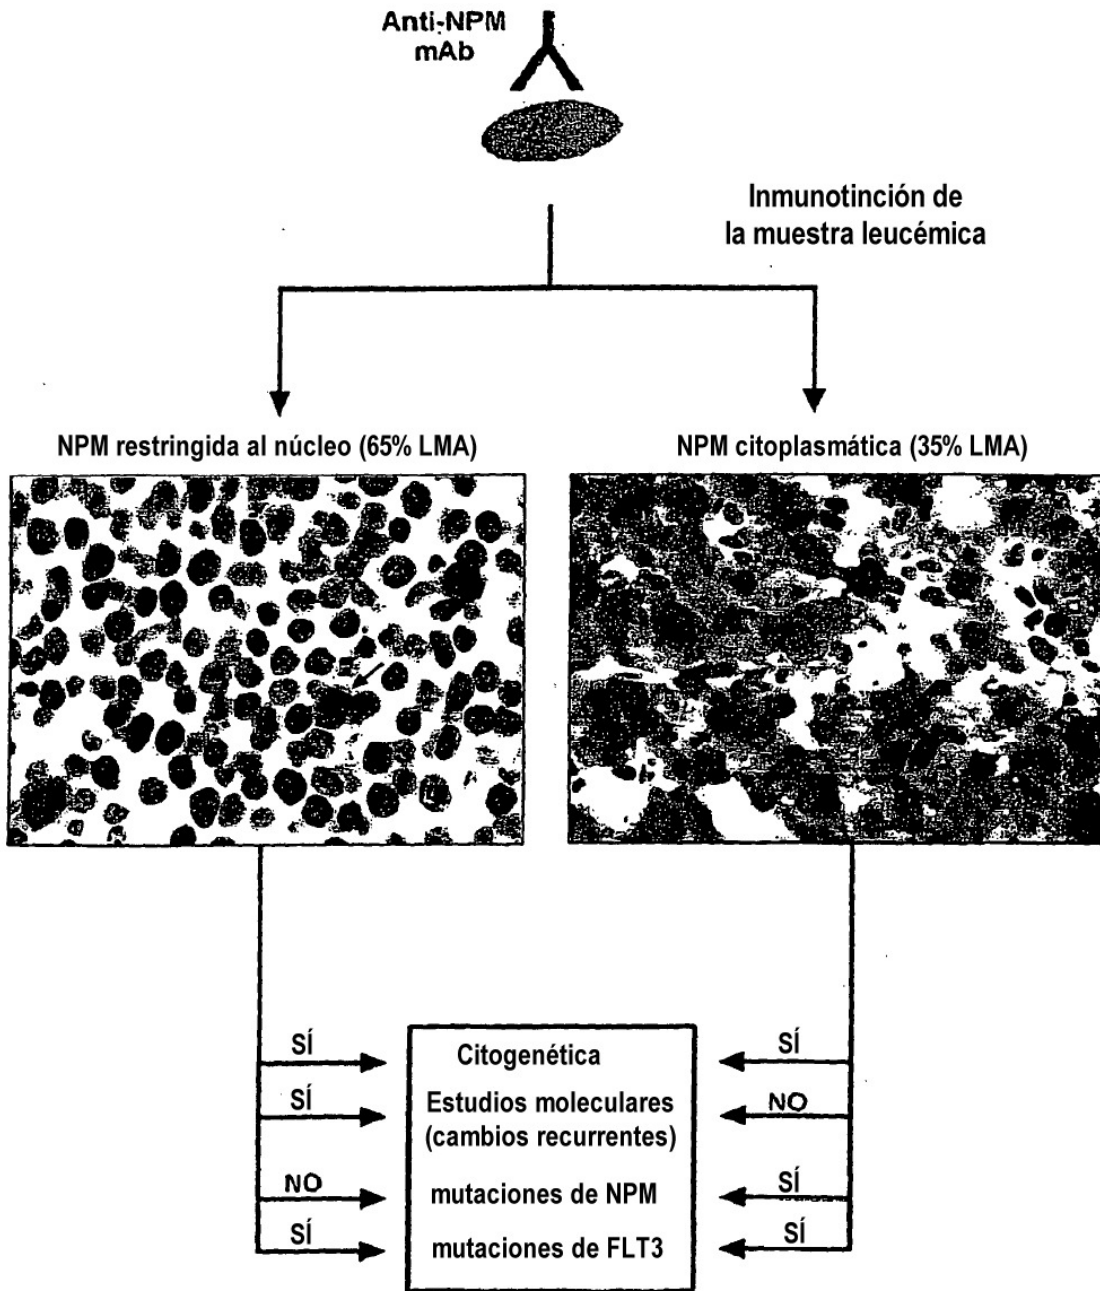 Anti-NPM
mAb
Inmunotinción de
la muestra leucémica
NPM restringida al núcleo (65% LMA)
NPM citoplasmática (35% LMA)
SÍ
Citogenética
SÍ
SÍ
Estudios moleculares
(cambios recurrentes)
NO
NO
mutaciones de NPM
SÍ
SÍ
mutaciones de FLT3
SÍ